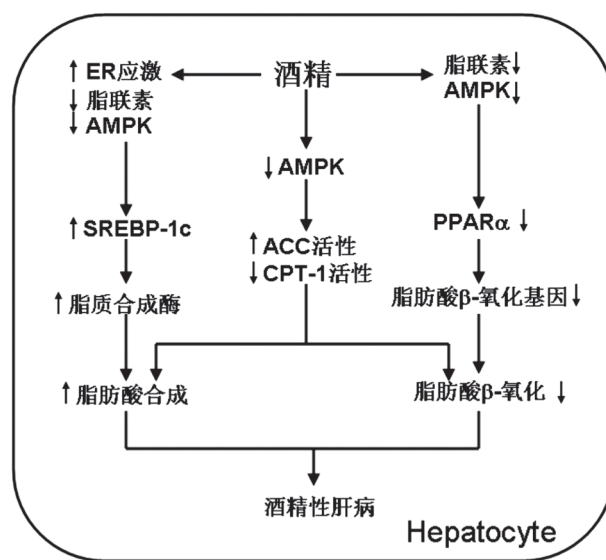 ↑ER应激
↓脂联素
↓AMPK
酒精
脂联素↓
AMPK↓
↓AMPK
↑SREBP-1c
↑ACC活性
↓CPT-1活性
PPARα ↓
↑脂质合成酶
脂肪酸β-氧化基因↓
↑脂肪酸合成
脂肪酸β-氧化 ↓
酒精性肝病
Hepatocyte